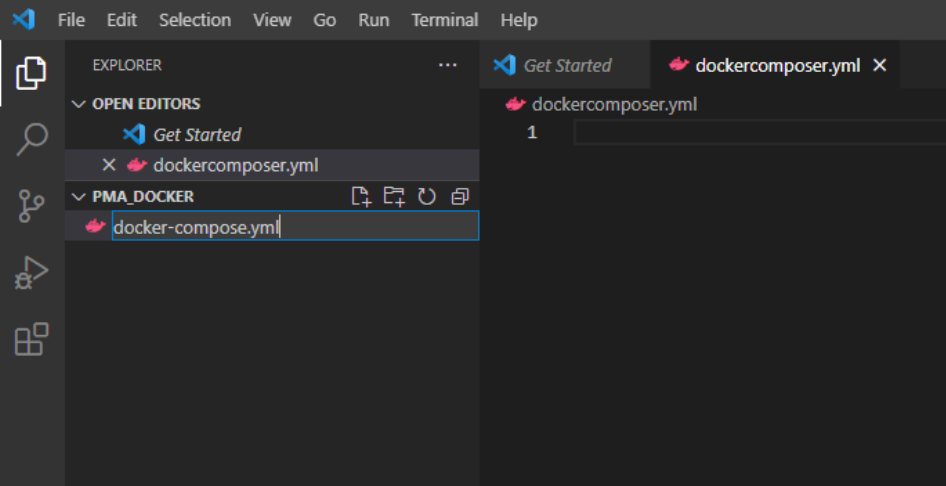 File Edit Selection View Go Run Terminal Help
EXPLORER ...
OPEN EDITORS
Get Started
dockercomposer.yml
PMA_DOCKER
docker-compose.yml
Get Started dockercomposer.yml
dockercomposer.yml
1